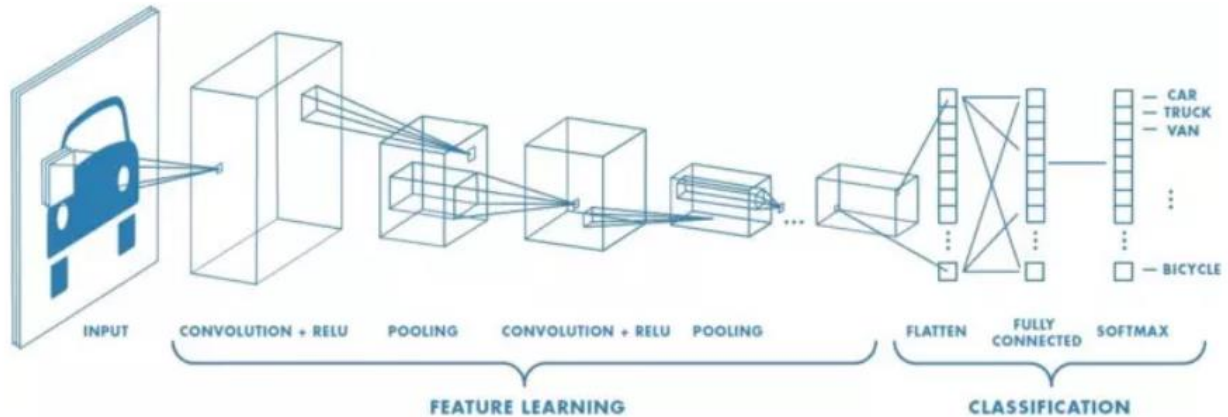 CAR
TRUCK
VAN
BICYCLE
INPUT
CONVOLUTION + RELU
POOLING
CONVOLUTION + RELU
POOLING
FLATTEN
FULLY
CONNECTED
SOFTMAX
FEATURE LEARNING
CLASSIFICATION